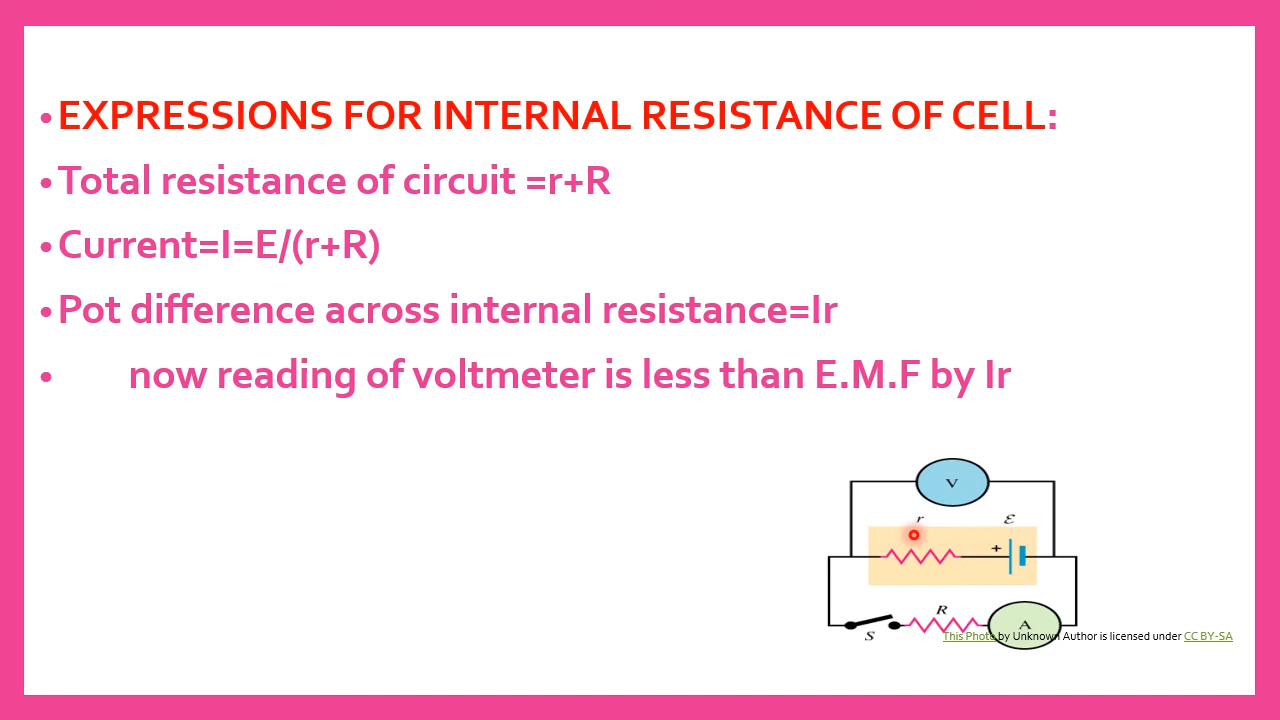 •EXPRESSIONS FOR INTERNAL RESISTANCE OF CELL:
•Total resistance of circuit =r+R
•Current=I=E/(r+R)
•Pot difference across internal resistance=Ir
• now reading of voltmeter is less than E.M.F by Ir
V
r ℰ
+
R
S A
This Photo by Unknown Author is licensed under CC BY-SA